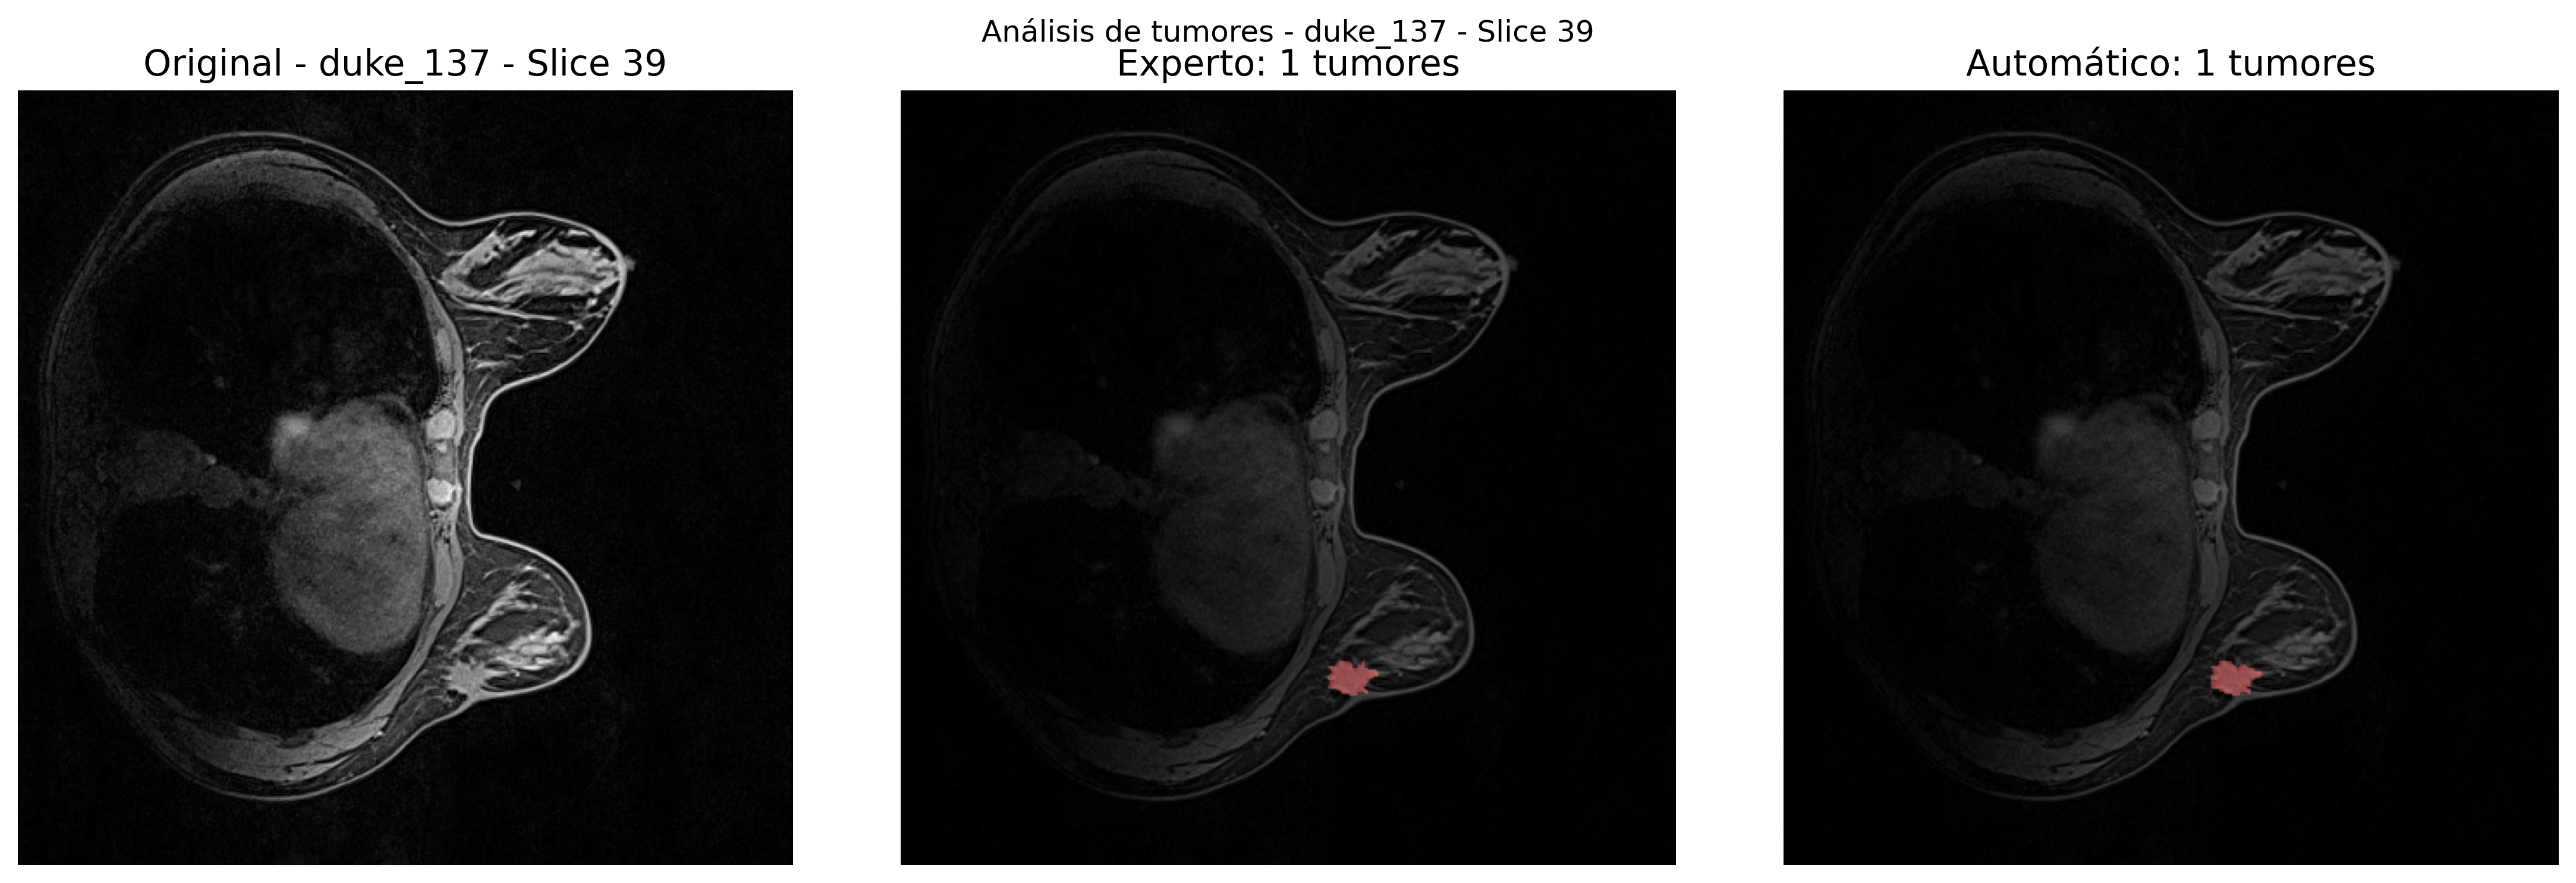 Análisis de tumores - duke_137 - Slice 39
Original - duke_137 - Slice 39
Experto: 1 tumores
Automático: 1 tumores